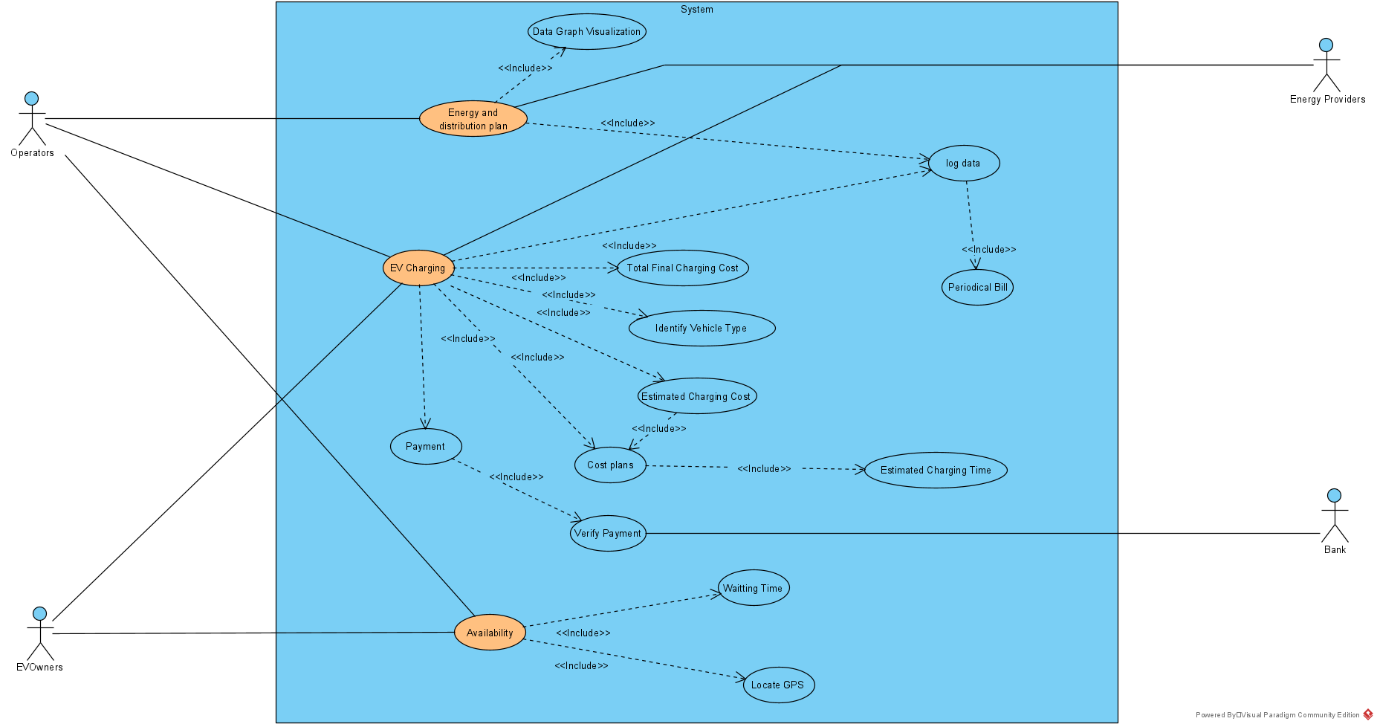 System
Data Graph Visualization
<<Include>>
Energy Providers
Operators
Energy and
distribution plan
<<Include>>
log data
<<Include>>
Periodical Bill
EV Charging
<<Include>>
Total Final Charging Cost
<<Include>>
<<Include>>
<<Include>>
Identify Vehicle Type
<<Include>>
<<Include>>
Estimated Charging Cost
<<Include>>
Payment
Cost plans
<<Include>>
Estimated Charging Time
<<Include>>
Verify Payment
Bank
Waitting Time
EVOwners
Availability
<<Include>>
<<Include>>
Locate GPS
Powered By Visual Paradigm Community Edition